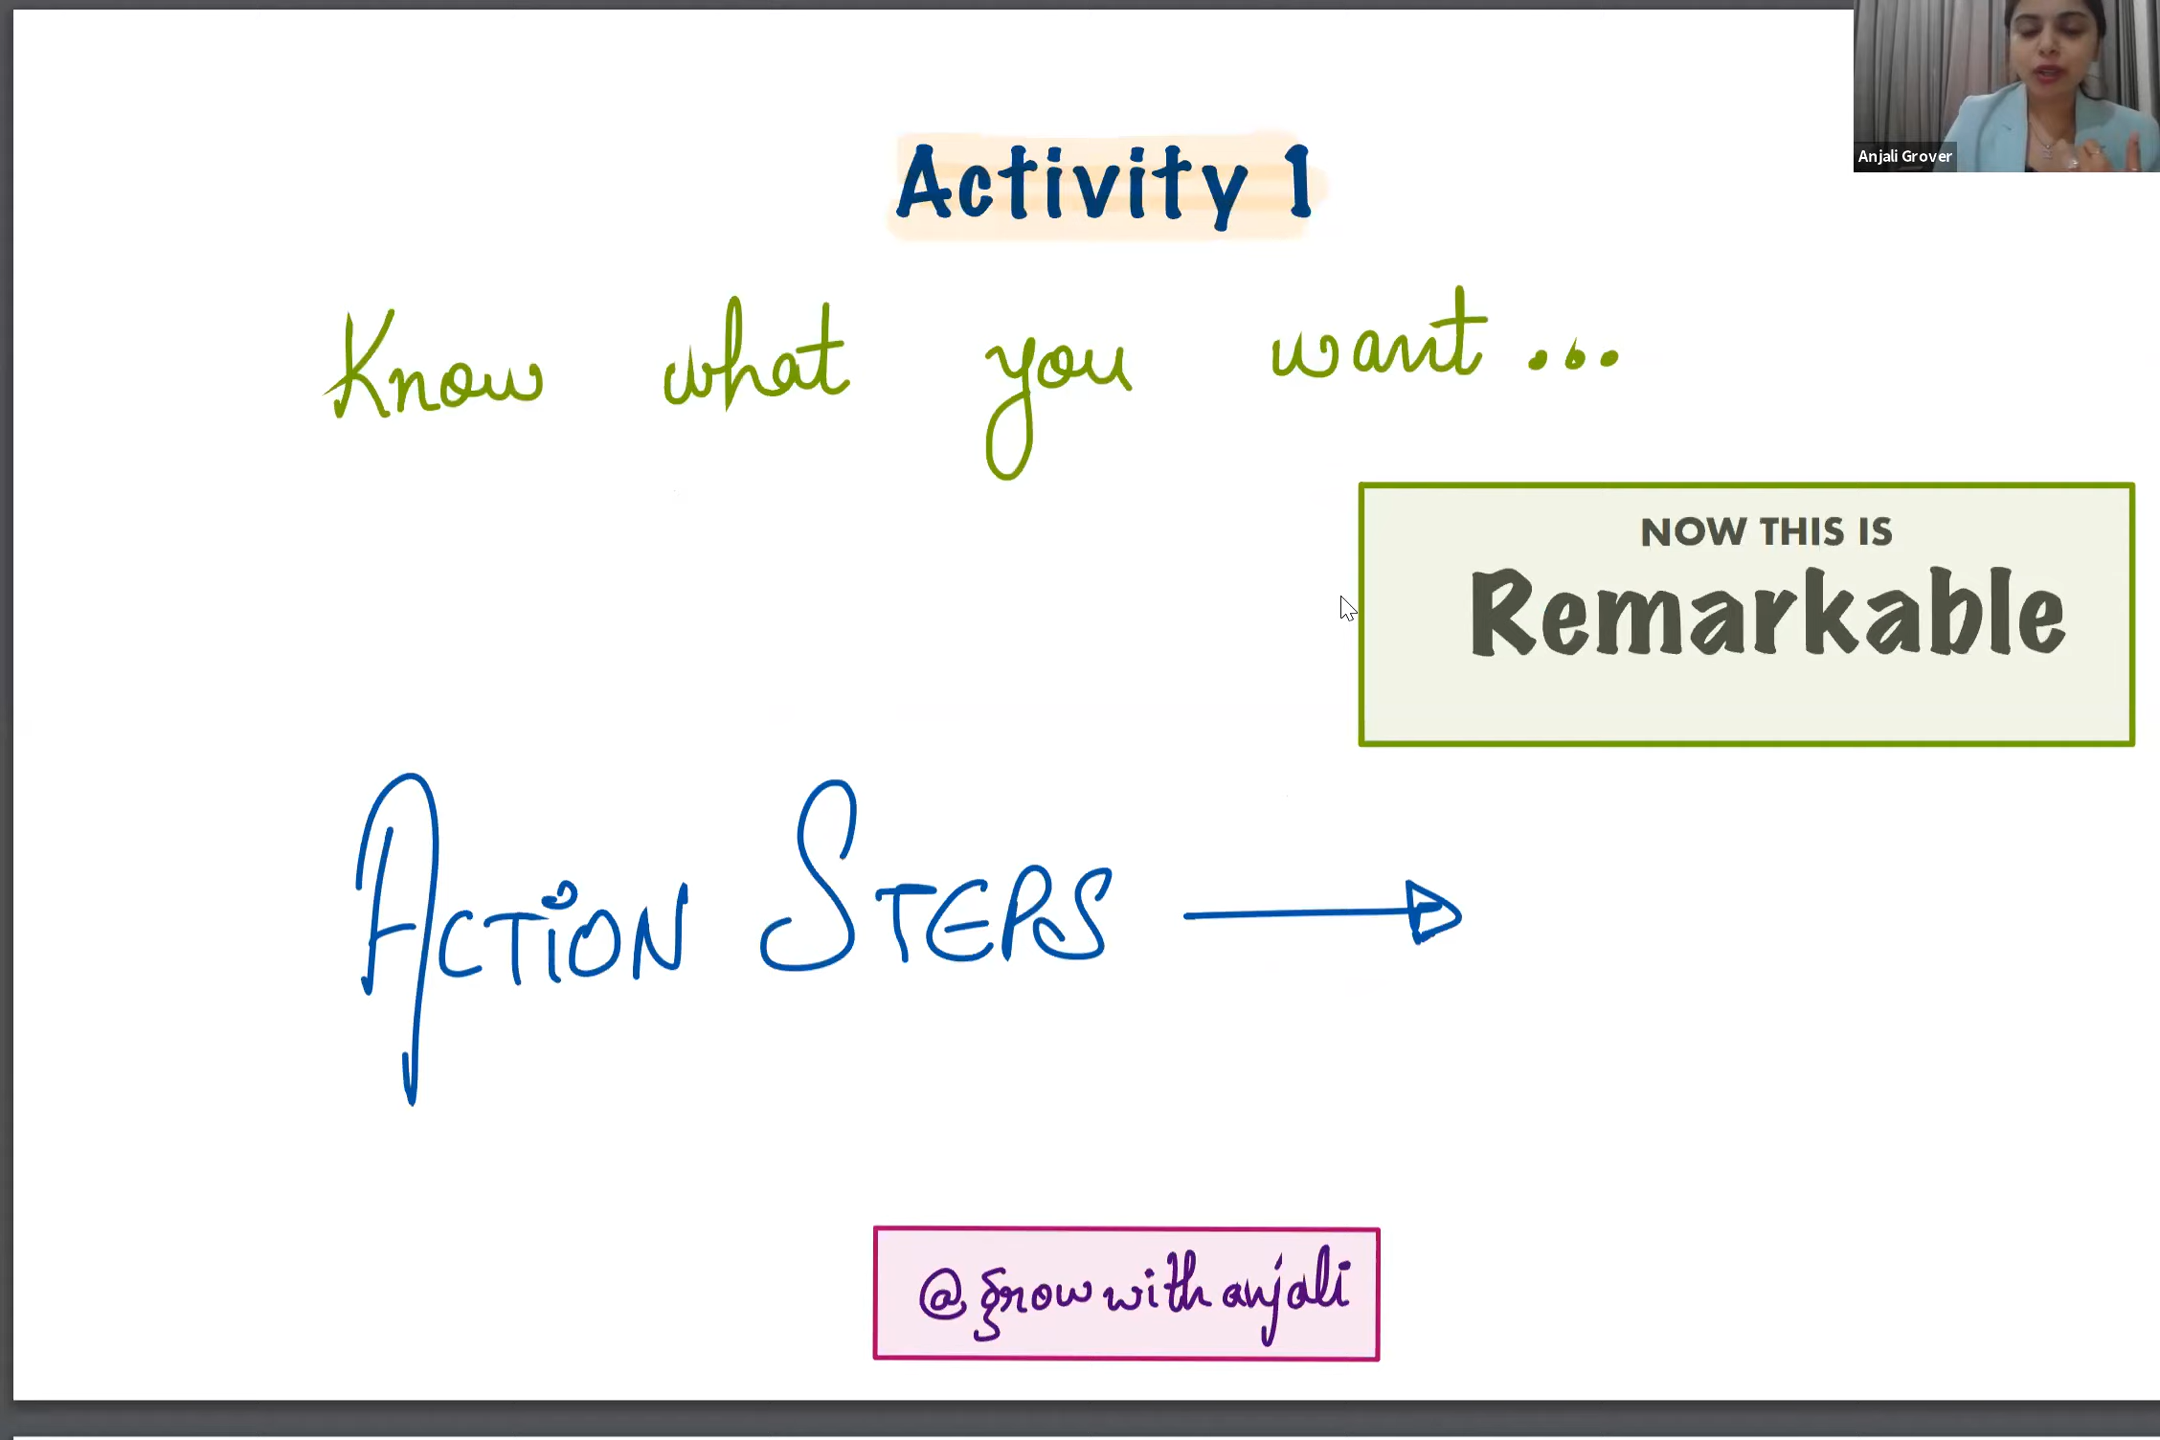 Anjali Grover
Activity 1
Know what you want...
NOW THIS IS
Remarkable
ACTION STEPS
@growwithanjali